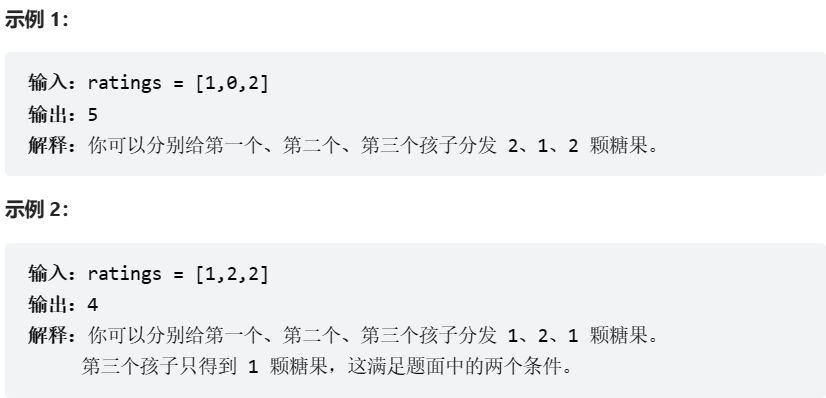 示例 1：
输入：ratings = [1,0,2]
输出：5
解释：你可以分别给第一个、第二个、第三个孩子分发 2、1、2 颗糖果。
示例 2：
输入：ratings = [1,2,2]
输出：4
解释：你可以分别给第一个、第二个、第三个孩子分发 1、2、1 颗糖果。
第三个孩子只得到 1 颗糖果，这满足题面中的两个条件。